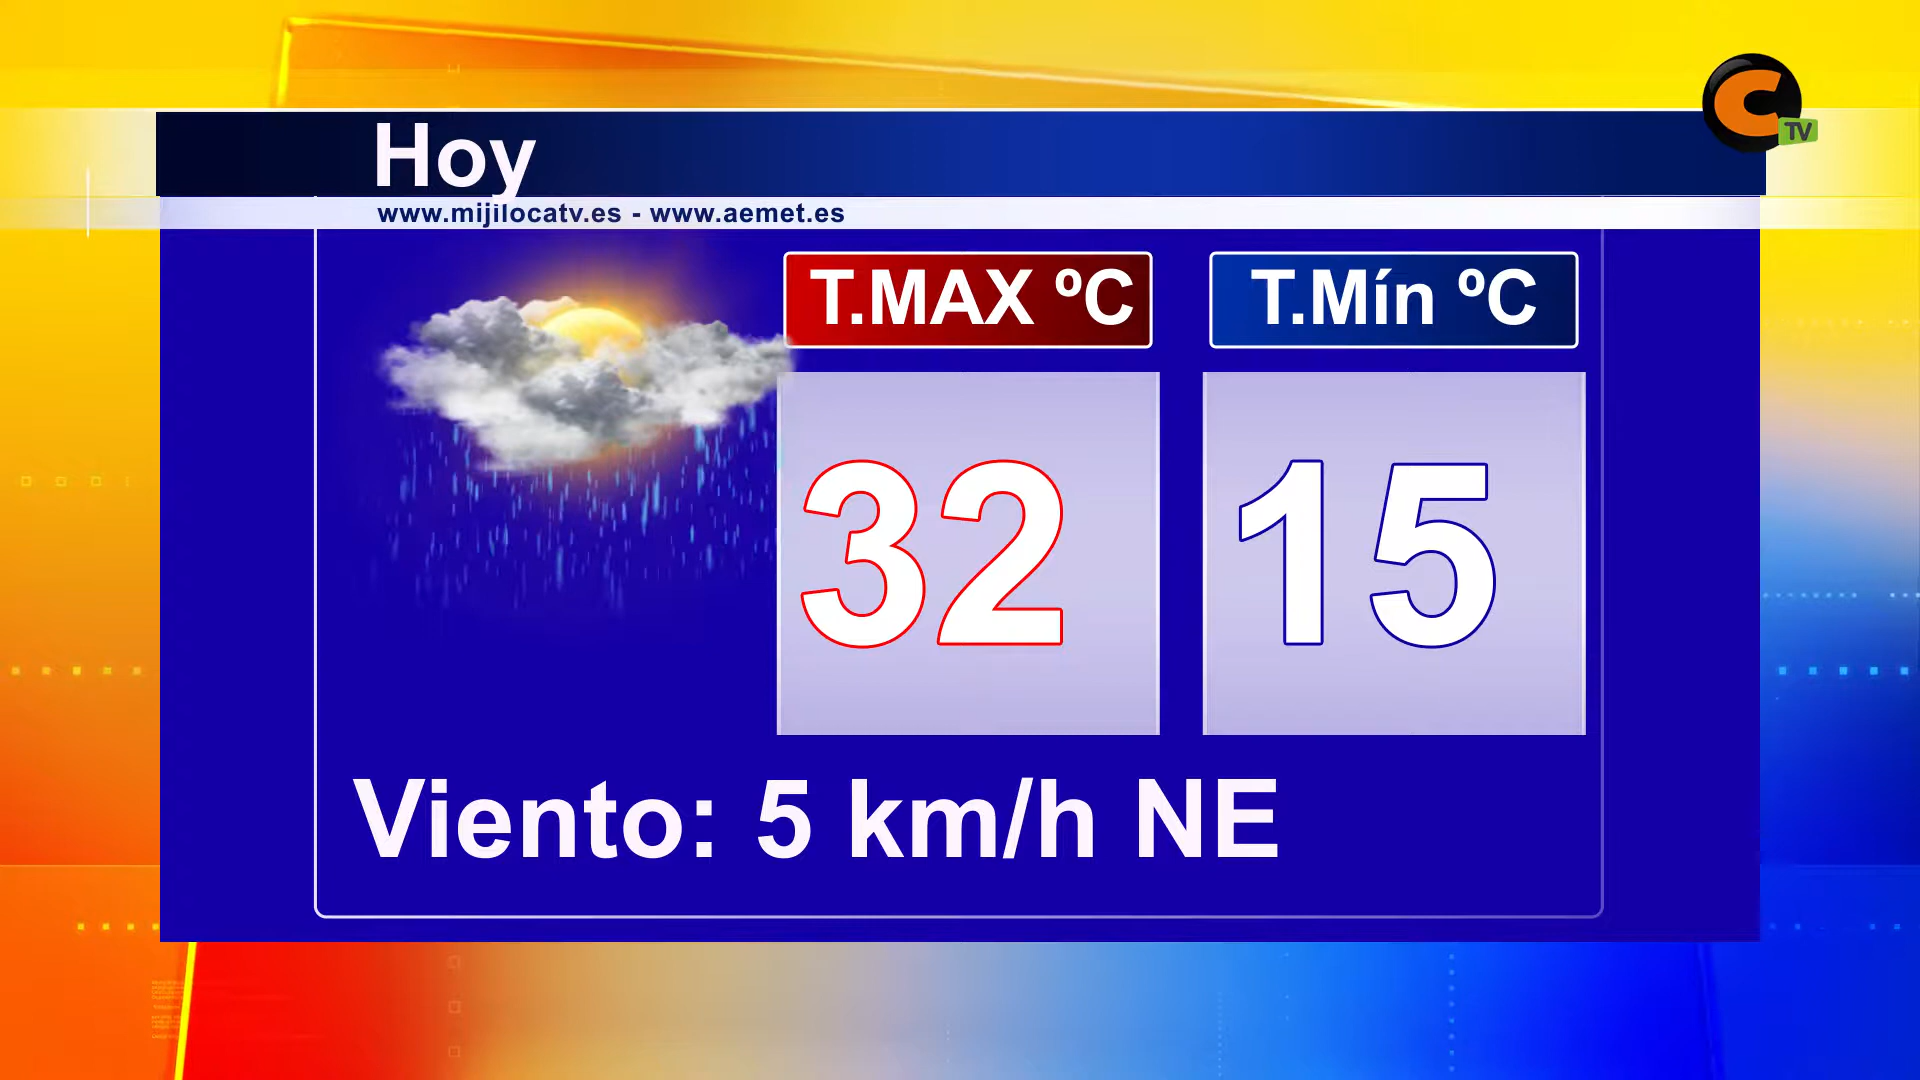 Hoy
C TV
www.mijilocatv.es - www.aemet.es
T.MAX ºC
T.Mín ºC
32
15
Viento: 5 km/h NE